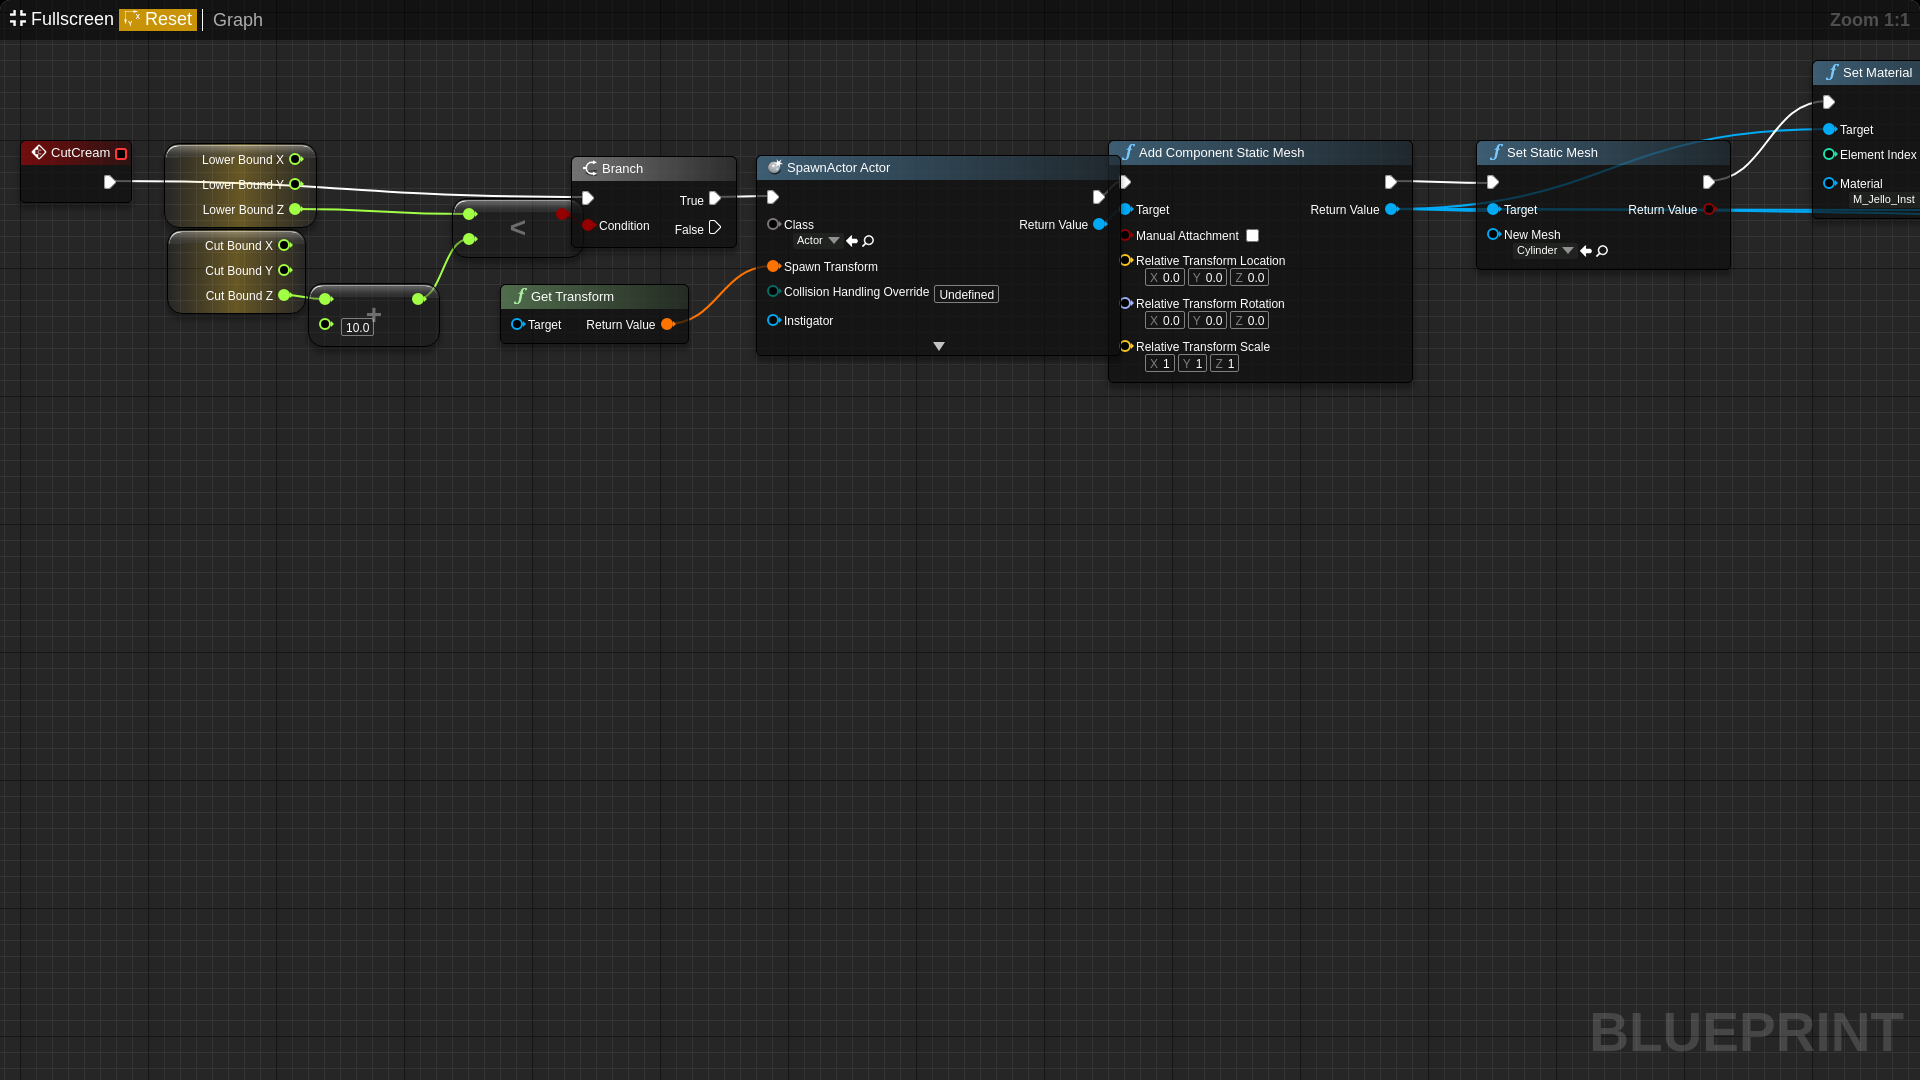 Fullscreen Reset Graph
Zoom 1:1
CutCream
Lower Bound X
Lower Bound Y
Lower Bound Z
Cut Bound X
Cut Bound Y
Cut Bound Z
10.0
+
<
Branch
True
Condition
False
Get Transform
Target Return Value
SpawnActor Actor
Class
Return Value
Actor
Spawn Transform
Collision Handling Override Undefined
Instigator
Add Component Static Mesh
Target
Return Value
Manual Attachment
Relative Transform Location
X 0.0 Y 0.0 Z 0.0
Relative Transform Rotation
X 0.0 Y 0.0 Z 0.0
Relative Transform Scale
X 1 Y 1 Z 1
Set Static Mesh
Target Return Value
New Mesh
Cylinder
Set Material
Target
Element Index
Material
M_Jello_Inst
BLUEPRINT